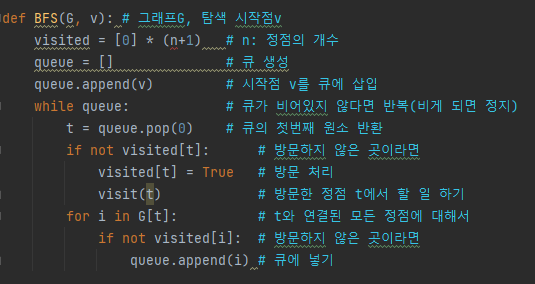 def BFS(G, v): # 그래프G, 탐색 시작점v
    visited = [0] * (n+1)   # n: 정점의 개수
    queue = []              # 큐 생성
    queue.append(v)         # 시작점 v를 큐에 삽입
    while queue:            # 큐가 비어있지 않다면 반복(비게 되면 정지)
        t = queue.pop(0)    # 큐의 첫번째 원소 반환
        if not visited[t]:      # 방문하지 않은 곳이라면
            visited[t] = True   # 방문 처리
            visit(t)            # 방문한 정점 t에서 할 일 하기
        for i in G[t]:          # t와 연결된 모든 정점에 대해서
            if not visited[i]:  # 방문하지 않은 곳이라면
                queue.append(i) # 큐에 넣기